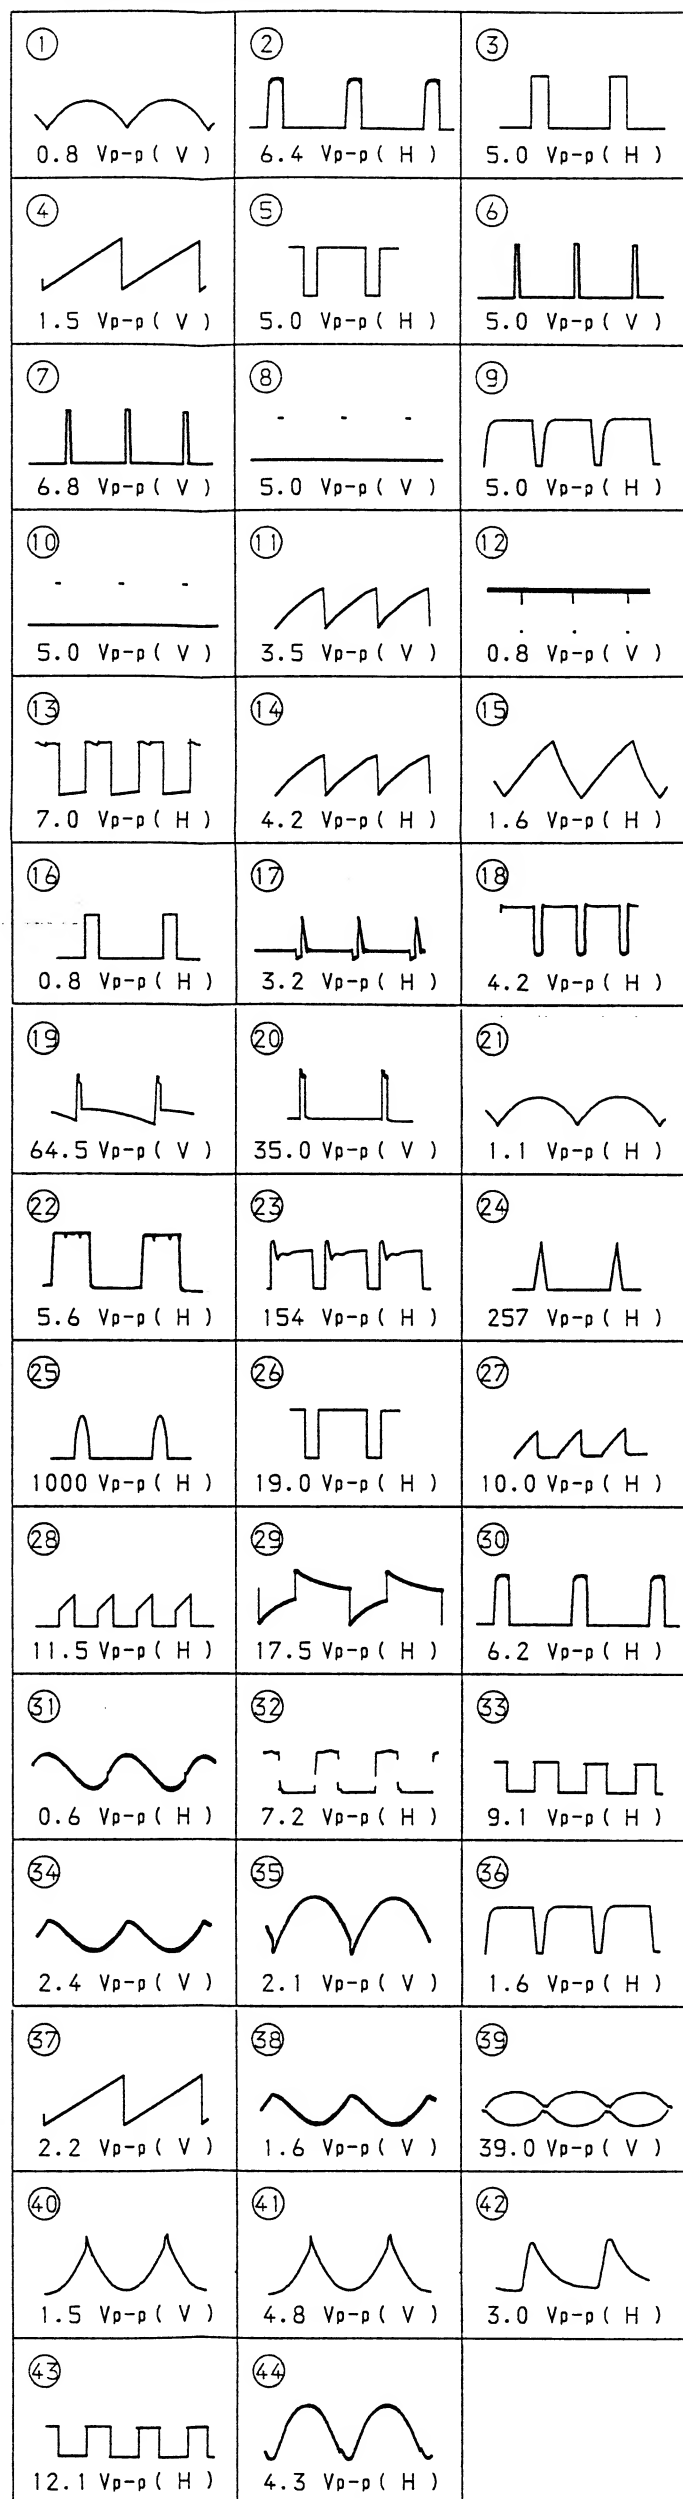 ① ② ③
0.8 Vp-p ( V ) 6.4 Vp-p ( H ) 5.0 Vp-p ( H )
④ ⑤ ⑥
1.5 Vp-p ( V ) 5.0 Vp-p ( H ) 5.0 Vp-p ( V )
⑦ ⑧ ⑨
6.8 Vp-p ( V ) 5.0 Vp-p ( V ) 5.0 Vp-p ( H )
⑩ ⑪ ⑫
5.0 Vp-p ( V ) 3.5 Vp-p ( V ) 0.8 Vp-p ( V )
⑬ ⑭ ⑮
7.0 Vp-p ( H ) 4.2 Vp-p ( H ) 1.6 Vp-p ( H )
⑯ ⑰ ⑱
0.8 Vp-p ( H ) 3.2 Vp-p ( H ) 4.2 Vp-p ( H )
⑲ ⑳ ㉑
64.5 Vp-p ( V ) 35.0 Vp-p ( V ) 1.1 Vp-p ( H )
㉒ ㉓ ㉔
5.6 Vp-p ( H ) 154 Vp-p ( H ) 257 Vp-p ( H )
㉕ ㉖ ㉗
1000 Vp-p ( H ) 19.0 Vp-p ( H ) 10.0 Vp-p ( H )
㉘ ㉙ ㉚
11.5 Vp-p ( H ) 17.5 Vp-p ( H ) 6.2 Vp-p ( H )
㉛ ㉜ ㉝
0.6 Vp-p ( H ) 7.2 Vp-p ( H ) 9.1 Vp-p ( H )
㉞ ㉟ ㊱
2.4 Vp-p ( V ) 2.1 Vp-p ( V ) 1.6 Vp-p ( H )
㊲ ㊳ ㊴
2.2 Vp-p ( V ) 1.6 Vp-p ( V ) 39.0 Vp-p ( V )
㊵ ㊶ ㊷
1.5 Vp-p ( V ) 4.8 Vp-p ( V ) 3.0 Vp-p ( H )
㊸ ㊹
12.1 Vp-p ( H ) 4.3 Vp-p ( H )